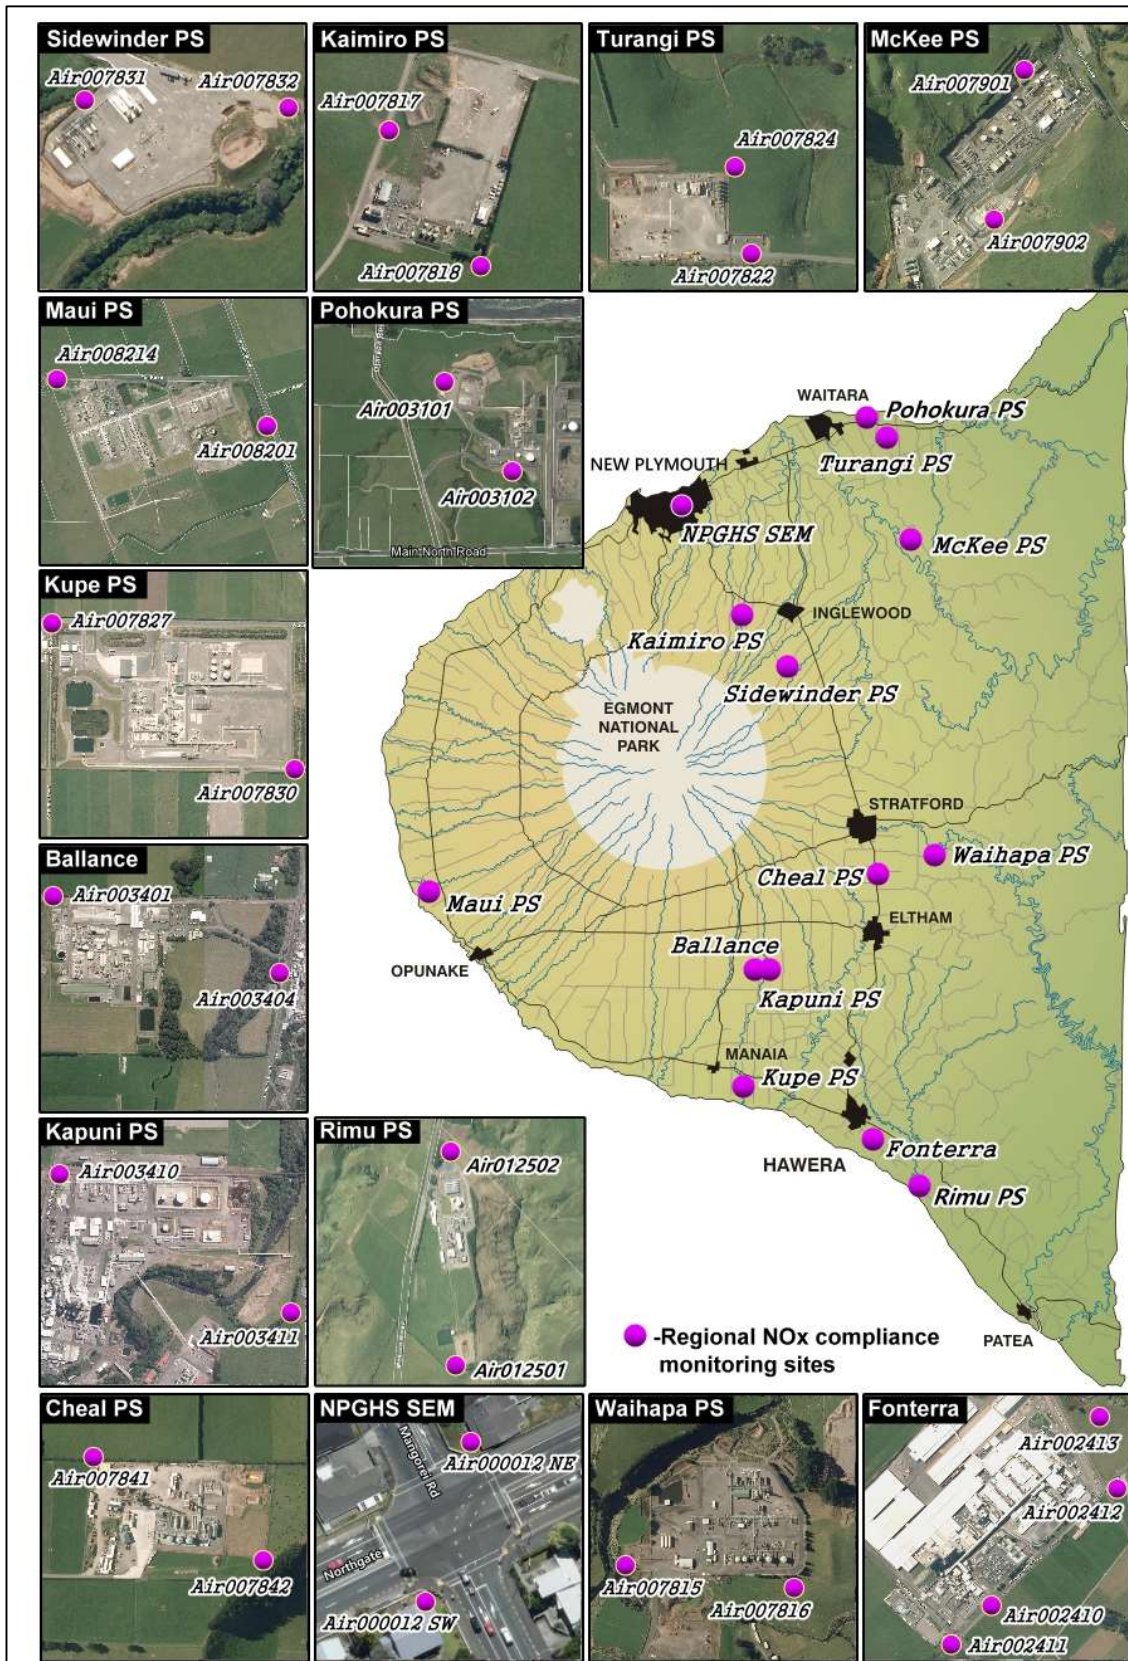 Sidewinder PS
Air007831
Air007832
Kaimiro PS
Air007817
Air007818
Turangi PS
Air007824
Air007822
McKee PS
Air007901
Air007902
Maui PS
Air008214
Air008201
Pohokura PS
Air003101
Air003102
Main North Road
Kupe PS
Air007827
Air007830
Ballance
Air003401
Air003404
Kapuni PS
Air003410
Air003411
Rimu PS
Air012502
Air012501
WAITARA
Pohokura PS
Turangi PS
NEW PLYMOUTH
NPGHS SEM
McKee PS
INGLEWOOD
Kaimiro PS
Sidewinder PS
EGMONT
NATIONAL
PARK
STRATFORD
Waihapa PS
Cheal PS
Maui PS
ELTHAM
Ballance
OPUNAKE
Kapuni PS
MANAIA
Kupe PS
Fonterra
HAWERA
Rimu PS
PATEA
-Regional NOx compliance
monitoring sites
Cheal PS
Air007841
Air007842
NPGHS SEM
Mangorei Rd
Air000012 NE
Northgate
Air000012 SW
Waihapa PS
Air007815
Air007816
Fonterra
Air002413
Air002412
Air002410
Air002411